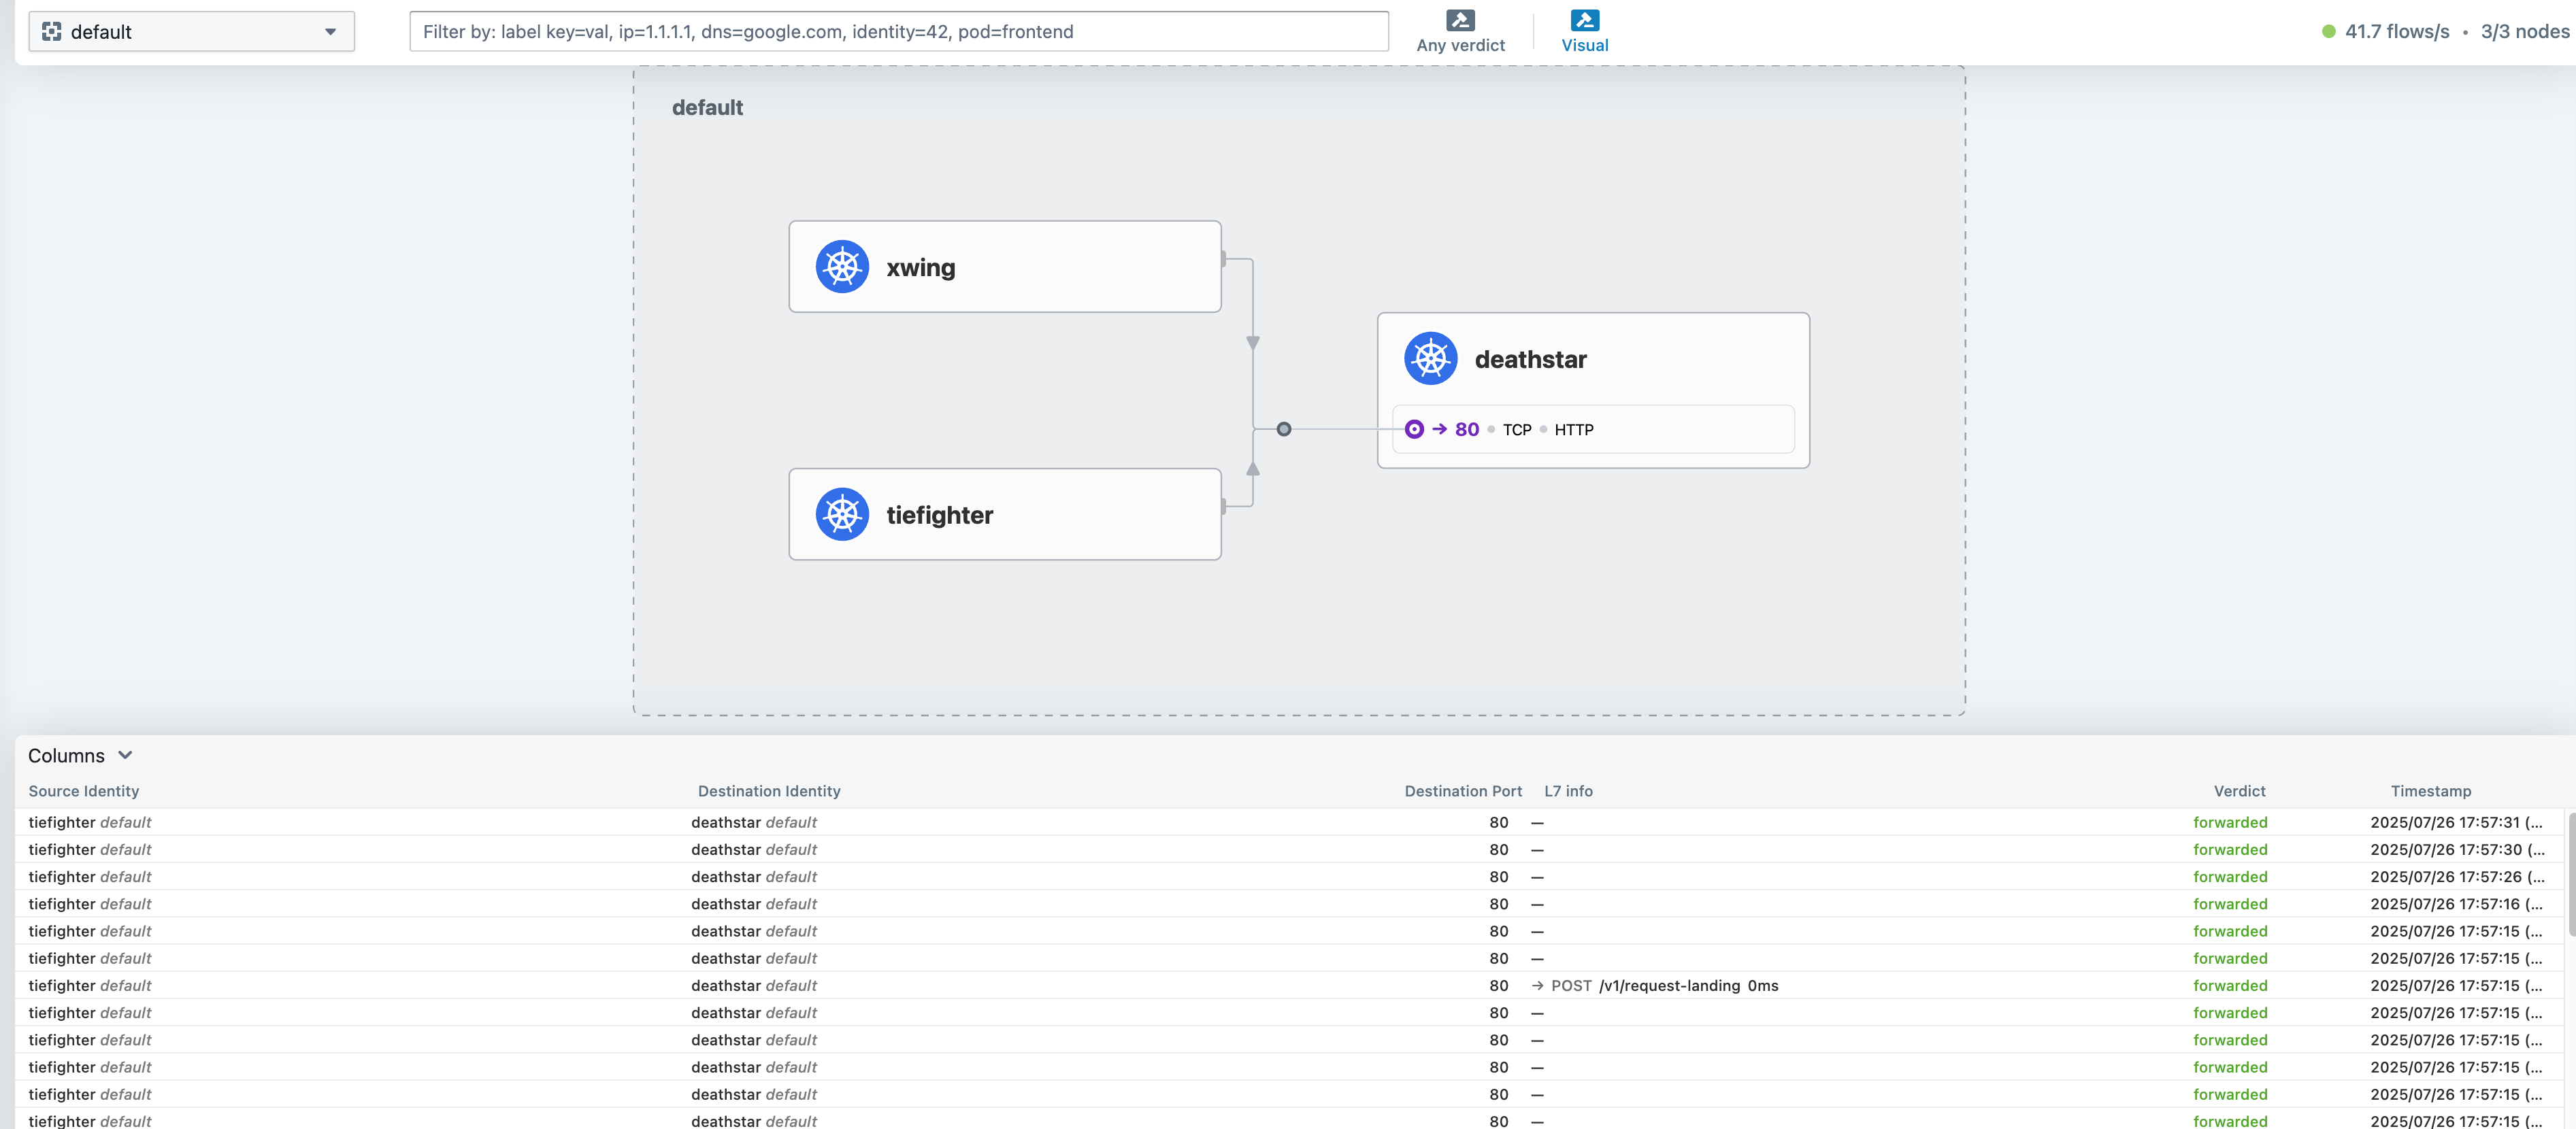 default
Filter by: label key=val, ip=1.1.1.1, dns=google.com, identity=42, pod=frontend
Any verdict
Visual
41.7 flows/s • 3/3 nodes
default
xwing
deathstar
→ 80 • TCP • HTTP
tiefighter
Columns
Source Identity Destination Identity Destination Port L7 info Verdict Timestamp
tiefighter default deathstar default 80 — forwarded 2025/07/26 17:57:31 (...
tiefighter default deathstar default 80 — forwarded 2025/07/26 17:57:30 (...
tiefighter default deathstar default 80 — forwarded 2025/07/26 17:57:26 (...
tiefighter default deathstar default 80 — forwarded 2025/07/26 17:57:16 (...
tiefighter default deathstar default 80 — forwarded 2025/07/26 17:57:15 (...
tiefighter default deathstar default 80 — forwarded 2025/07/26 17:57:15 (...
tiefighter default deathstar default 80 → POST /v1/request-landing 0ms forwarded 2025/07/26 17:57:15 (...
tiefighter default deathstar default 80 — forwarded 2025/07/26 17:57:15 (...
tiefighter default deathstar default 80 — forwarded 2025/07/26 17:57:15 (...
tiefighter default deathstar default 80 — forwarded 2025/07/26 17:57:15 (...
tiefighter default deathstar default 80 — forwarded 2025/07/26 17:57:15 (...
tiefighter default deathstar default 80 — forwarded 2025/07/26 17:57:15 (...